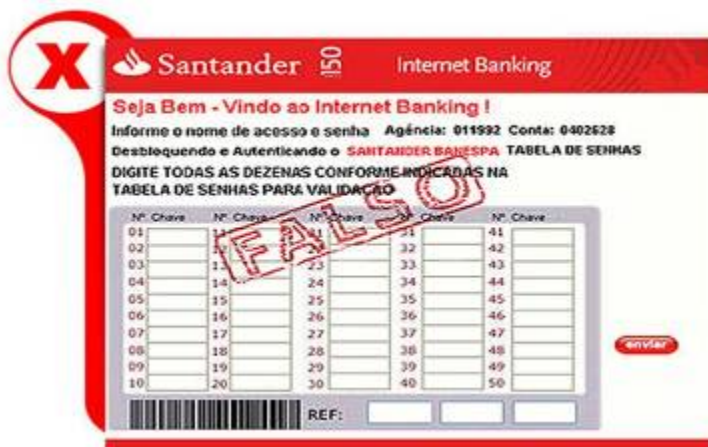 X
Santander 150 Internet Banking
Seja Bem - Vindo ao Internet Banking !
Informe o nome de acesso e senha Agência: 011992 Conta: 0402628
Desbloquendo e Autenticando o SANTANDER BANESPA TABELA DE SENHAS
DIGITE TODAS AS DEZENAS CONFORME INDICADAS NA
TABELA DE SENHAS PARA VALIDAÇÃO
FALSO
Nº Chave Nº Chave Nº Chave Nº Chave Nº Chave
01 11 21 31 41
02 12 32 42
03 13 23 33 43
04 14 24 34 44
05 15 25 35 45
06 16 26 36 46
07 17 27 37 47
08 18 28 38 48
09 19 29 39 49
10 20 30 40 50
enviar
REF: